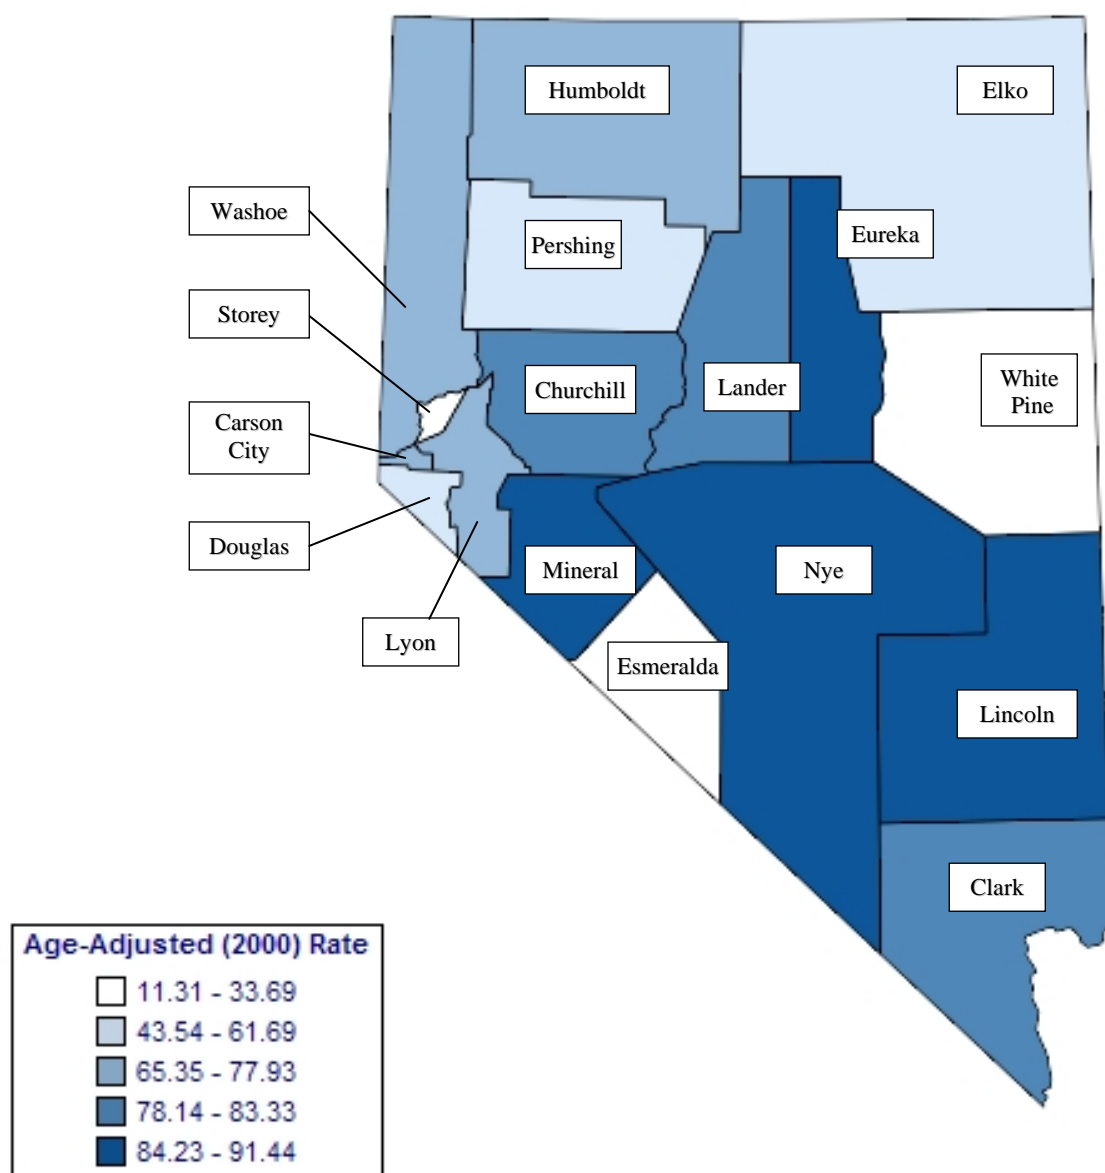 Humboldt
Elko
Washoe
Eureka
Pershing
Storey
White
Pine
Churchill
Lander
Carson
City
Douglas
Mineral
Nye
Lyon
Esmeralda
Lincoln
Clark
Age-Adjusted (2000) Rate
11.31 - 33.69
43.54 - 61.69
65.35 - 77.93
78.14 - 83.33
84.23 - 91.44